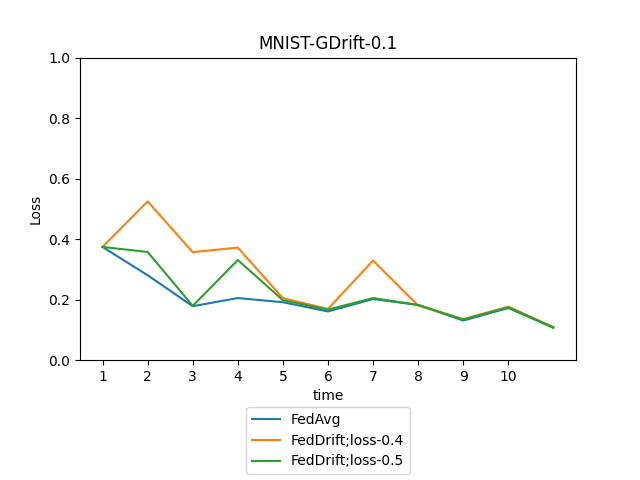 MNIST-GDrift-0.1
1.0
0.8
0.6
0.4
0.2
0.0
Loss
1 2 3 4 5 6 7 8 9 10
time
FedAvg
FedDrift;loss-0.4
FedDrift;loss-0.5